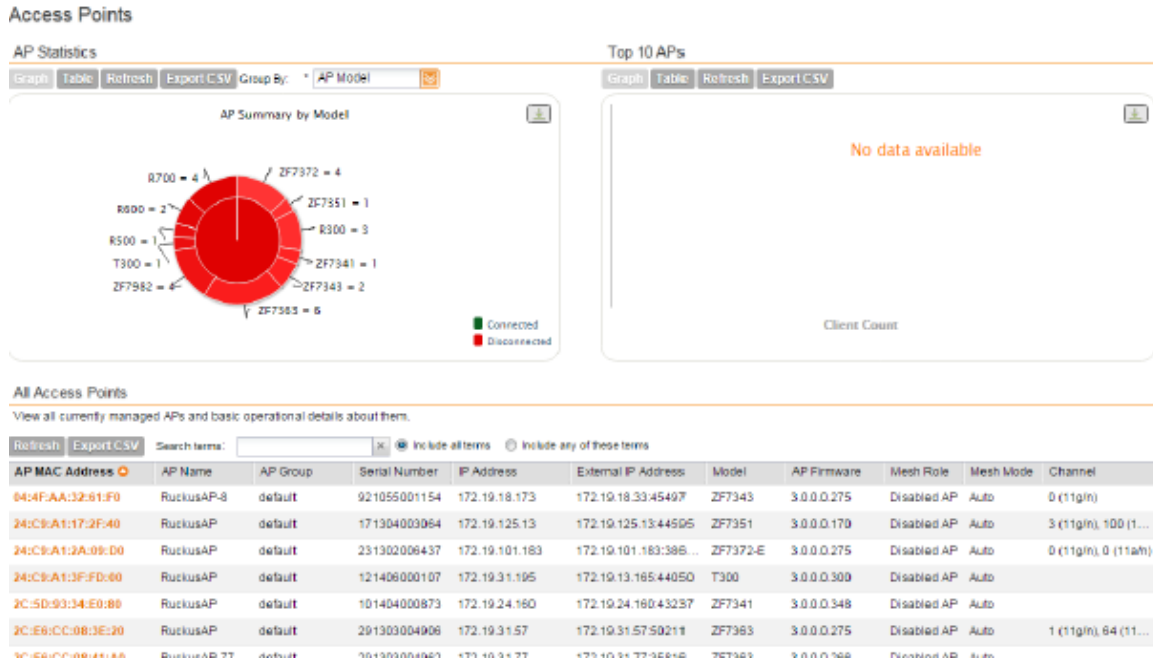 Access Points
AP Statistics
Graph Table Refresh Export CSV Group By: * AP Model
AP Summary by Model
R700 = 4
ZF7372 = 4
R600 = 2
ZF7351 = 1
R500 = 1
R300 = 3
T300 = 1
ZF7341 = 1
ZF7982 = 4
ZF7343 = 2
ZF7363 = 6
Connected
Disconnected
Top 10 APs
Graph Table Refresh Export CSV
No data available
Client Count
All Access Points
View all currently managed APs and basic operational details about them.
Refresh Export CSV Search terms: Include all terms Include any of these terms
AP MAC Address AP Name AP Group Serial Number IP Address External IP Address Model AP Firmware Mesh Role Mesh Mode Channel
04:4F:AA:32:61:F0 RuckusAP-8 default 921055001154 172.19.18.173 172.19.18.33:45497 ZF7343 3.0.0.0.275 Disabled AP Auto 0 (11g/n)
24:C9:A1:17:2F:40 RuckusAP default 171304003064 172.19.125.13 172.19.125.13:44595 ZF7351 3.0.0.0.170 Disabled AP Auto 3 (11g/n), 100 (1...
24:C9:A1:2A:09:D0 RuckusAP default 231302006437 172.19.101.183 172.19.101.183:386... ZF7372-E 3.0.0.0.275 Disabled AP Auto 0 (11g/n), 0 (11a/n)
24:C9:A1:3F:FD:00 RuckusAP default 121406000107 172.19.31.195 172.19.13.165:44050 T300 3.0.0.0.300 Disabled AP Auto
2C:5D:93:34:E0:80 RuckusAP default 101404000873 172.19.24.160 172.19.24.160:43237 ZF7341 3.0.0.0.348 Disabled AP Auto
2C:E6:CC:08:3E:20 RuckusAP default 291303004906 172.19.31.57 172.19.31.57:50211 ZF7363 3.0.0.0.275 Disabled AP Auto 1 (11g/n), 64 (11...
RuckusAP-77 default 172.19.31.77 ZF7363 Disabled AP Auto